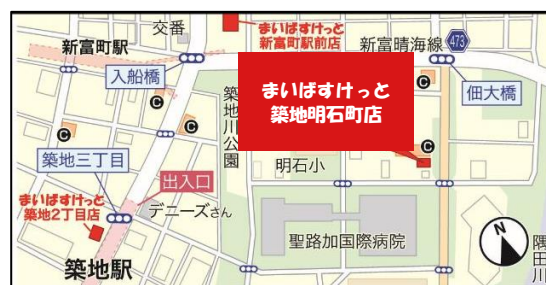 交番
まいばすけっと
新富町駅前店
新富町駅
新富晴海線
473
入船橋
佃大橋
まいばすけっと
築地明石町店
築地川公園
C
C
C
C
C
築地三丁目
出入口
明石小
まいばすけっと
築地2丁目店
デニーズさん
聖路加国際病院
築地駅
N
隅田川